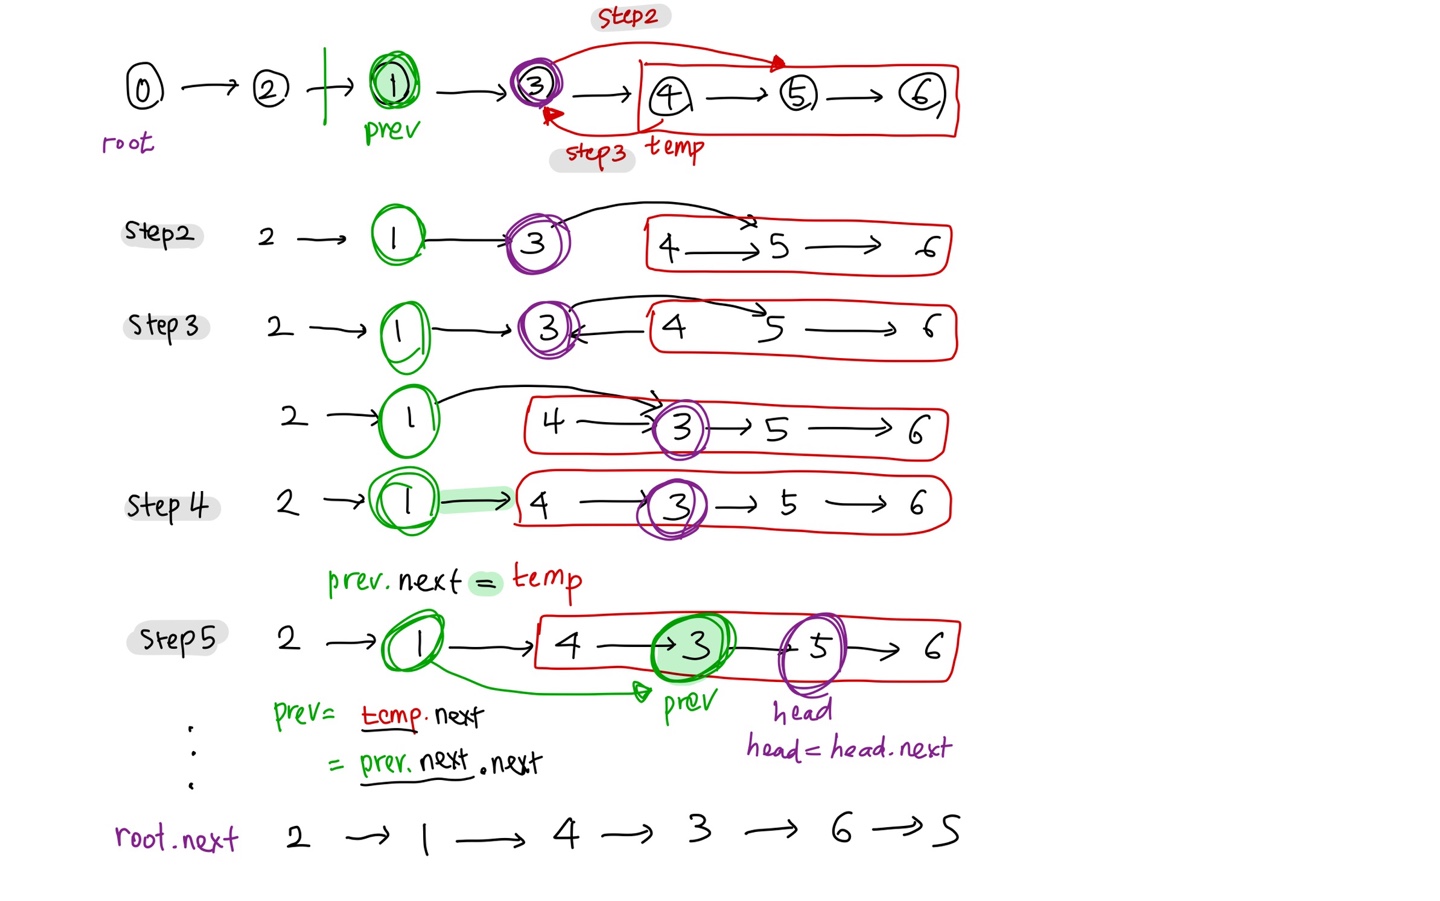 Step2
0 → 2 → 1 → 3 → 4 → 5 → 6
root prev
step3 temp
Step2 2 → 1 → 3 4 → 5 → 6
Step 3 2 → 1 → 3 ← 4 5 → 6
2 → 1 4 → 3 → 5 → 6
Step 4 2 → 1 → 4 → 3 → 5 → 6
prev.next = temp
Step5 2 → 1 → 4 → 3 → 5 → 6
prev head
prev= temp.next
head= head.next
= prev.next.next
root.next 2 → 1 → 4 → 3 → 6 → 5